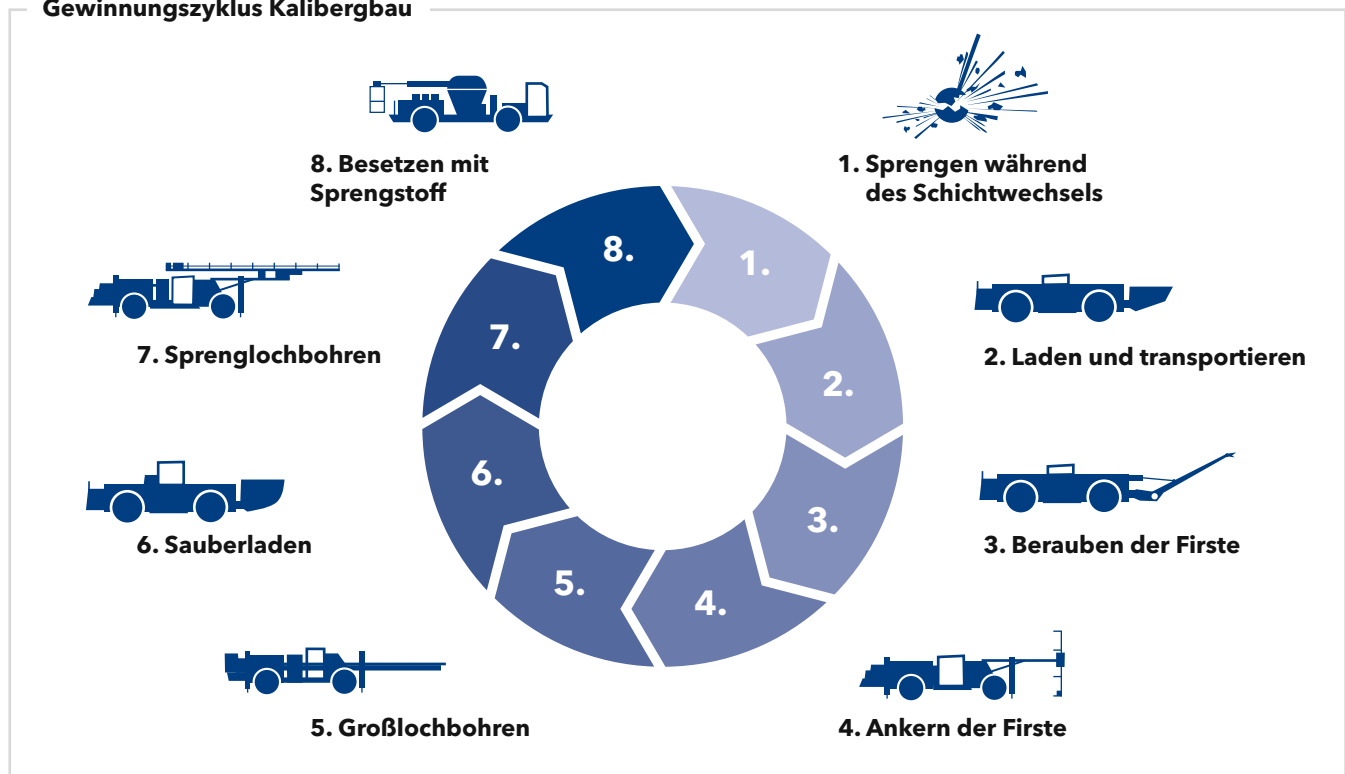 Gewinnungszyklus Kalibergbau
8. Besetzen mit
Sprengstoff
1. Sprengen während
des Schichtwechsels
8.
1.
7. Sprenglochbohren
7.
2.
2. Laden und transportieren
6. Sauberladen
6.
3.
3. Berauben der Firste
5.
4.
5. Großlochbohren
4. Ankern der Firste